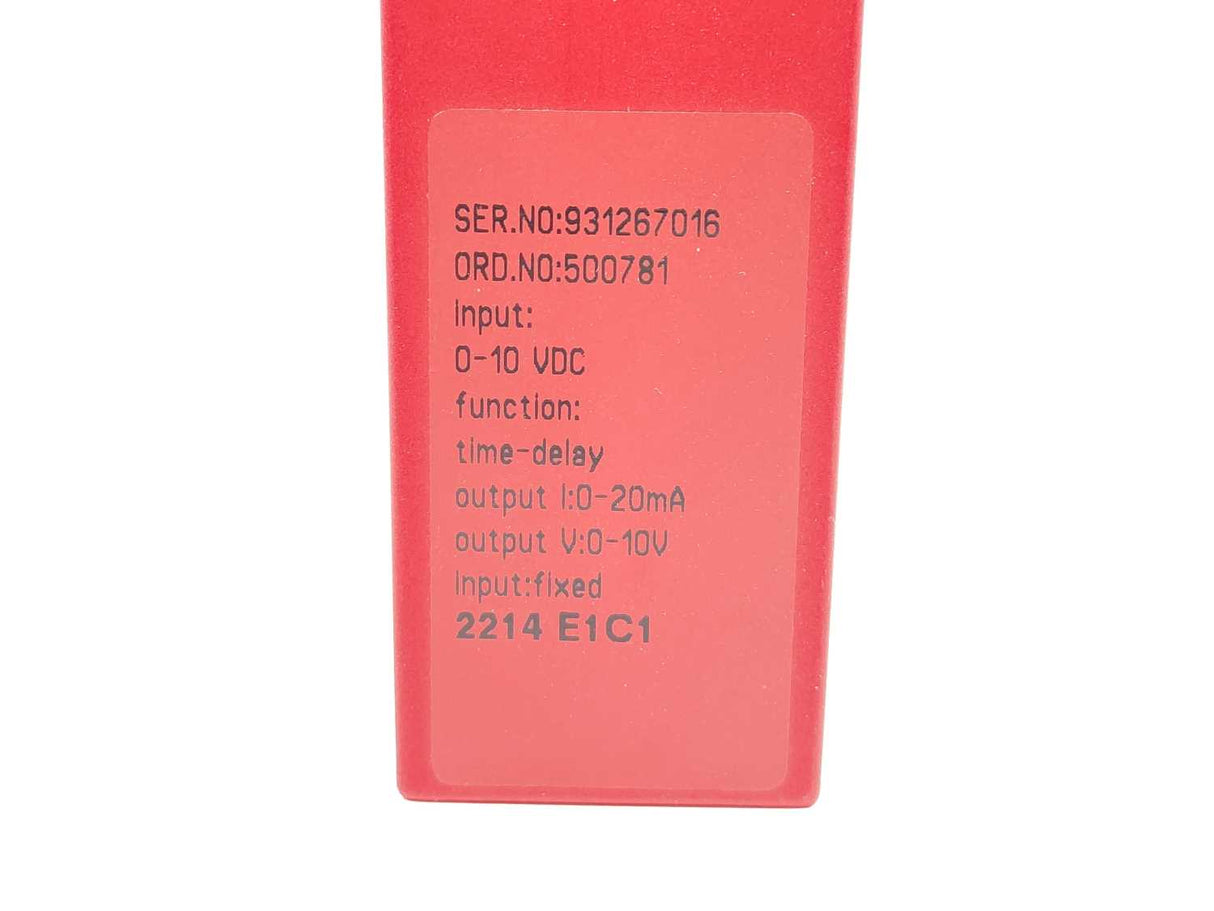 SER.NO:931267016
ORD.NO:500781
Input:
0-10 VDC
function:
time-delay
output I:0-20mA
output V:0-10V
Input:fixed
2214 E1C1